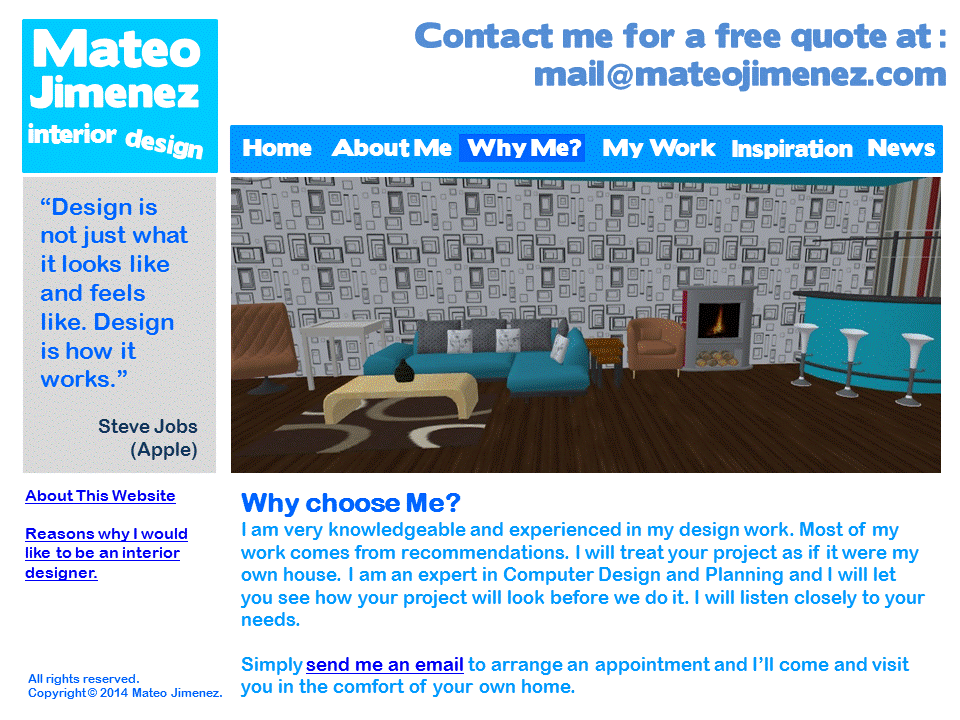 Mateo
Jimenez
interior design
Contact me for a free quote at :
mail@mateojimenez.com
Home About Me Why Me? My Work Inspiration News
“Design is
not just what
it looks like
and feels
like. Design
is how it
works.”
Steve Jobs
(Apple)
About This Website
Reasons why I would
like to be an interior
designer.
Why choose Me?
I am very knowledgeable and experienced in my design work. Most of my
work comes from recommendations. I will treat your project as if it were my
own house. I am an expert in Computer Design and Planning and I will let
you see how your project will look before we do it. I will listen closely to your
needs.
Simply send me an email to arrange an appointment and I’ll come and visit
you in the comfort of your own home.
All rights reserved.
Copyright © 2014 Mateo Jimenez.